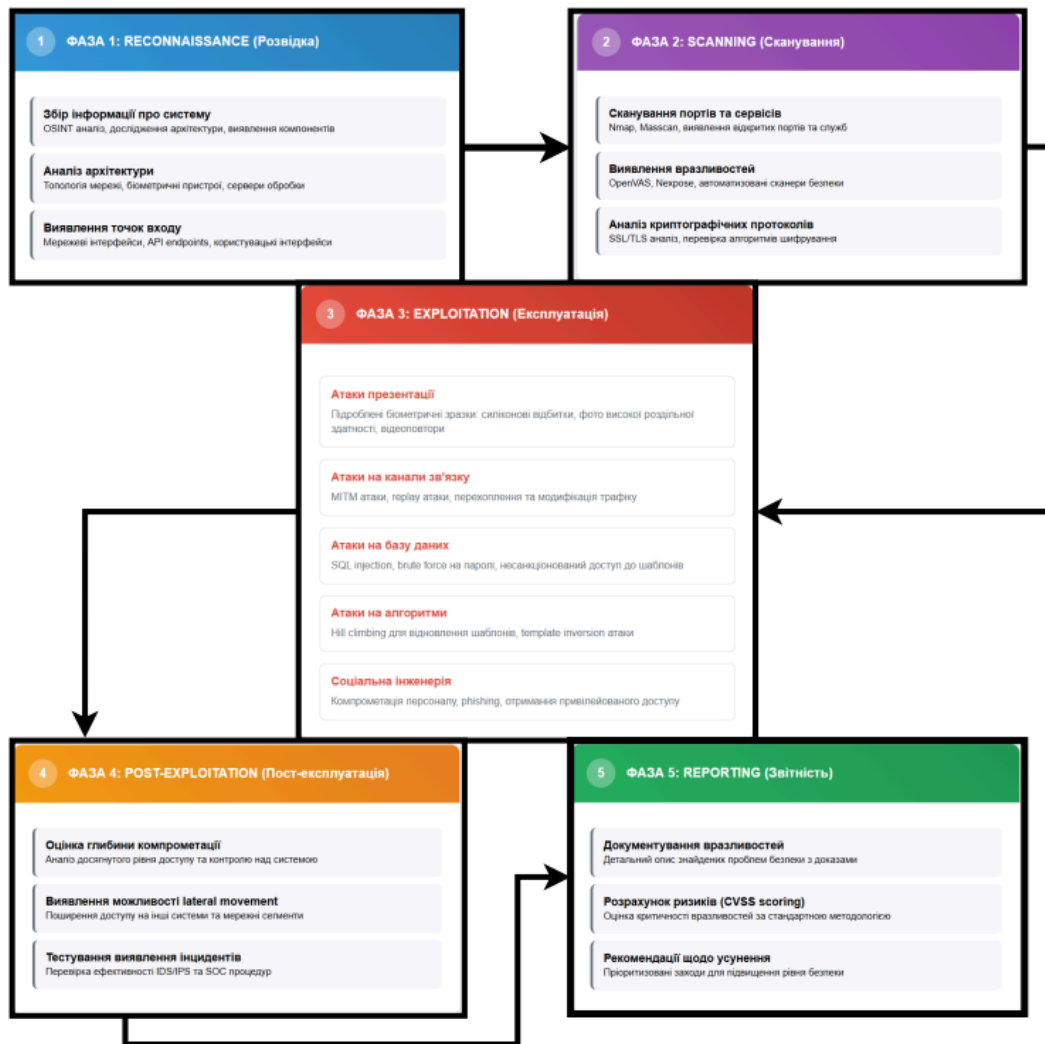 1
ФАЗА 1: RECONNAISSANCE (Розвідка)
Збір інформації про систему
OSINT аналіз, дослідження архітектури, виявлення компонентів
Аналіз архітектури
Топологія мережі, біометричні пристрої, сервери обробки
Виявлення точок входу
Мережеві інтерфейси, API endpoints, користувацькі інтерфейси
2
ФАЗА 2: SCANNING (Сканування)
Сканування портів та сервісів
Nmap, Masscan, виявлення відкритих портів та служб
Виявлення вразливостей
OpenVAS, Nexpose, автоматизовані сканери безпеки
Аналіз криптографічних протоколів
SSL/TLS аналіз, перевірка алгоритмів шифрування
3
ФАЗА 3: EXPLOITATION (Експлуатація)
Атаки презентації
Підроблені біометричні зразки: силіконові відбитки, фото високої роздільної
здатності, відеоповтори
Атаки на канали зв'язку
MITM атаки, replay атаки, перехоплення та модифікація трафіку
Атаки на базу даних
SQL injection, brute force на паролі, несанкціонований доступ до шаблонів
Атаки на алгоритми
Hill climbing для відновлення шаблонів, template inversion атаки
Соціальна інженерія
Компрометація персоналу, phishing, отримання привілейованого доступу
4
ФАЗА 4: POST-EXPLOITATION (Пост-експлуатація)
Оцінка глибини компрометації
Аналіз досягнутого рівня доступу та контролю над системою
Виявлення можливості lateral movement
Поширення доступу на інші системи та мережні сегменти
Тестування виявлення інцидентів
Перевірка ефективності IDS/IPS та SOC процедур
5
ФАЗА 5: REPORTING (Звітність)
Документування вразливостей
Детальний опис знайдених проблем безпеки з доказами
Розрахунок ризиків (CVSS scoring)
Оцінка критичності вразливостей за стандартною методологією
Рекомендації щодо усунення
Пріоритизовані заходи для підвищення рівня безпеки